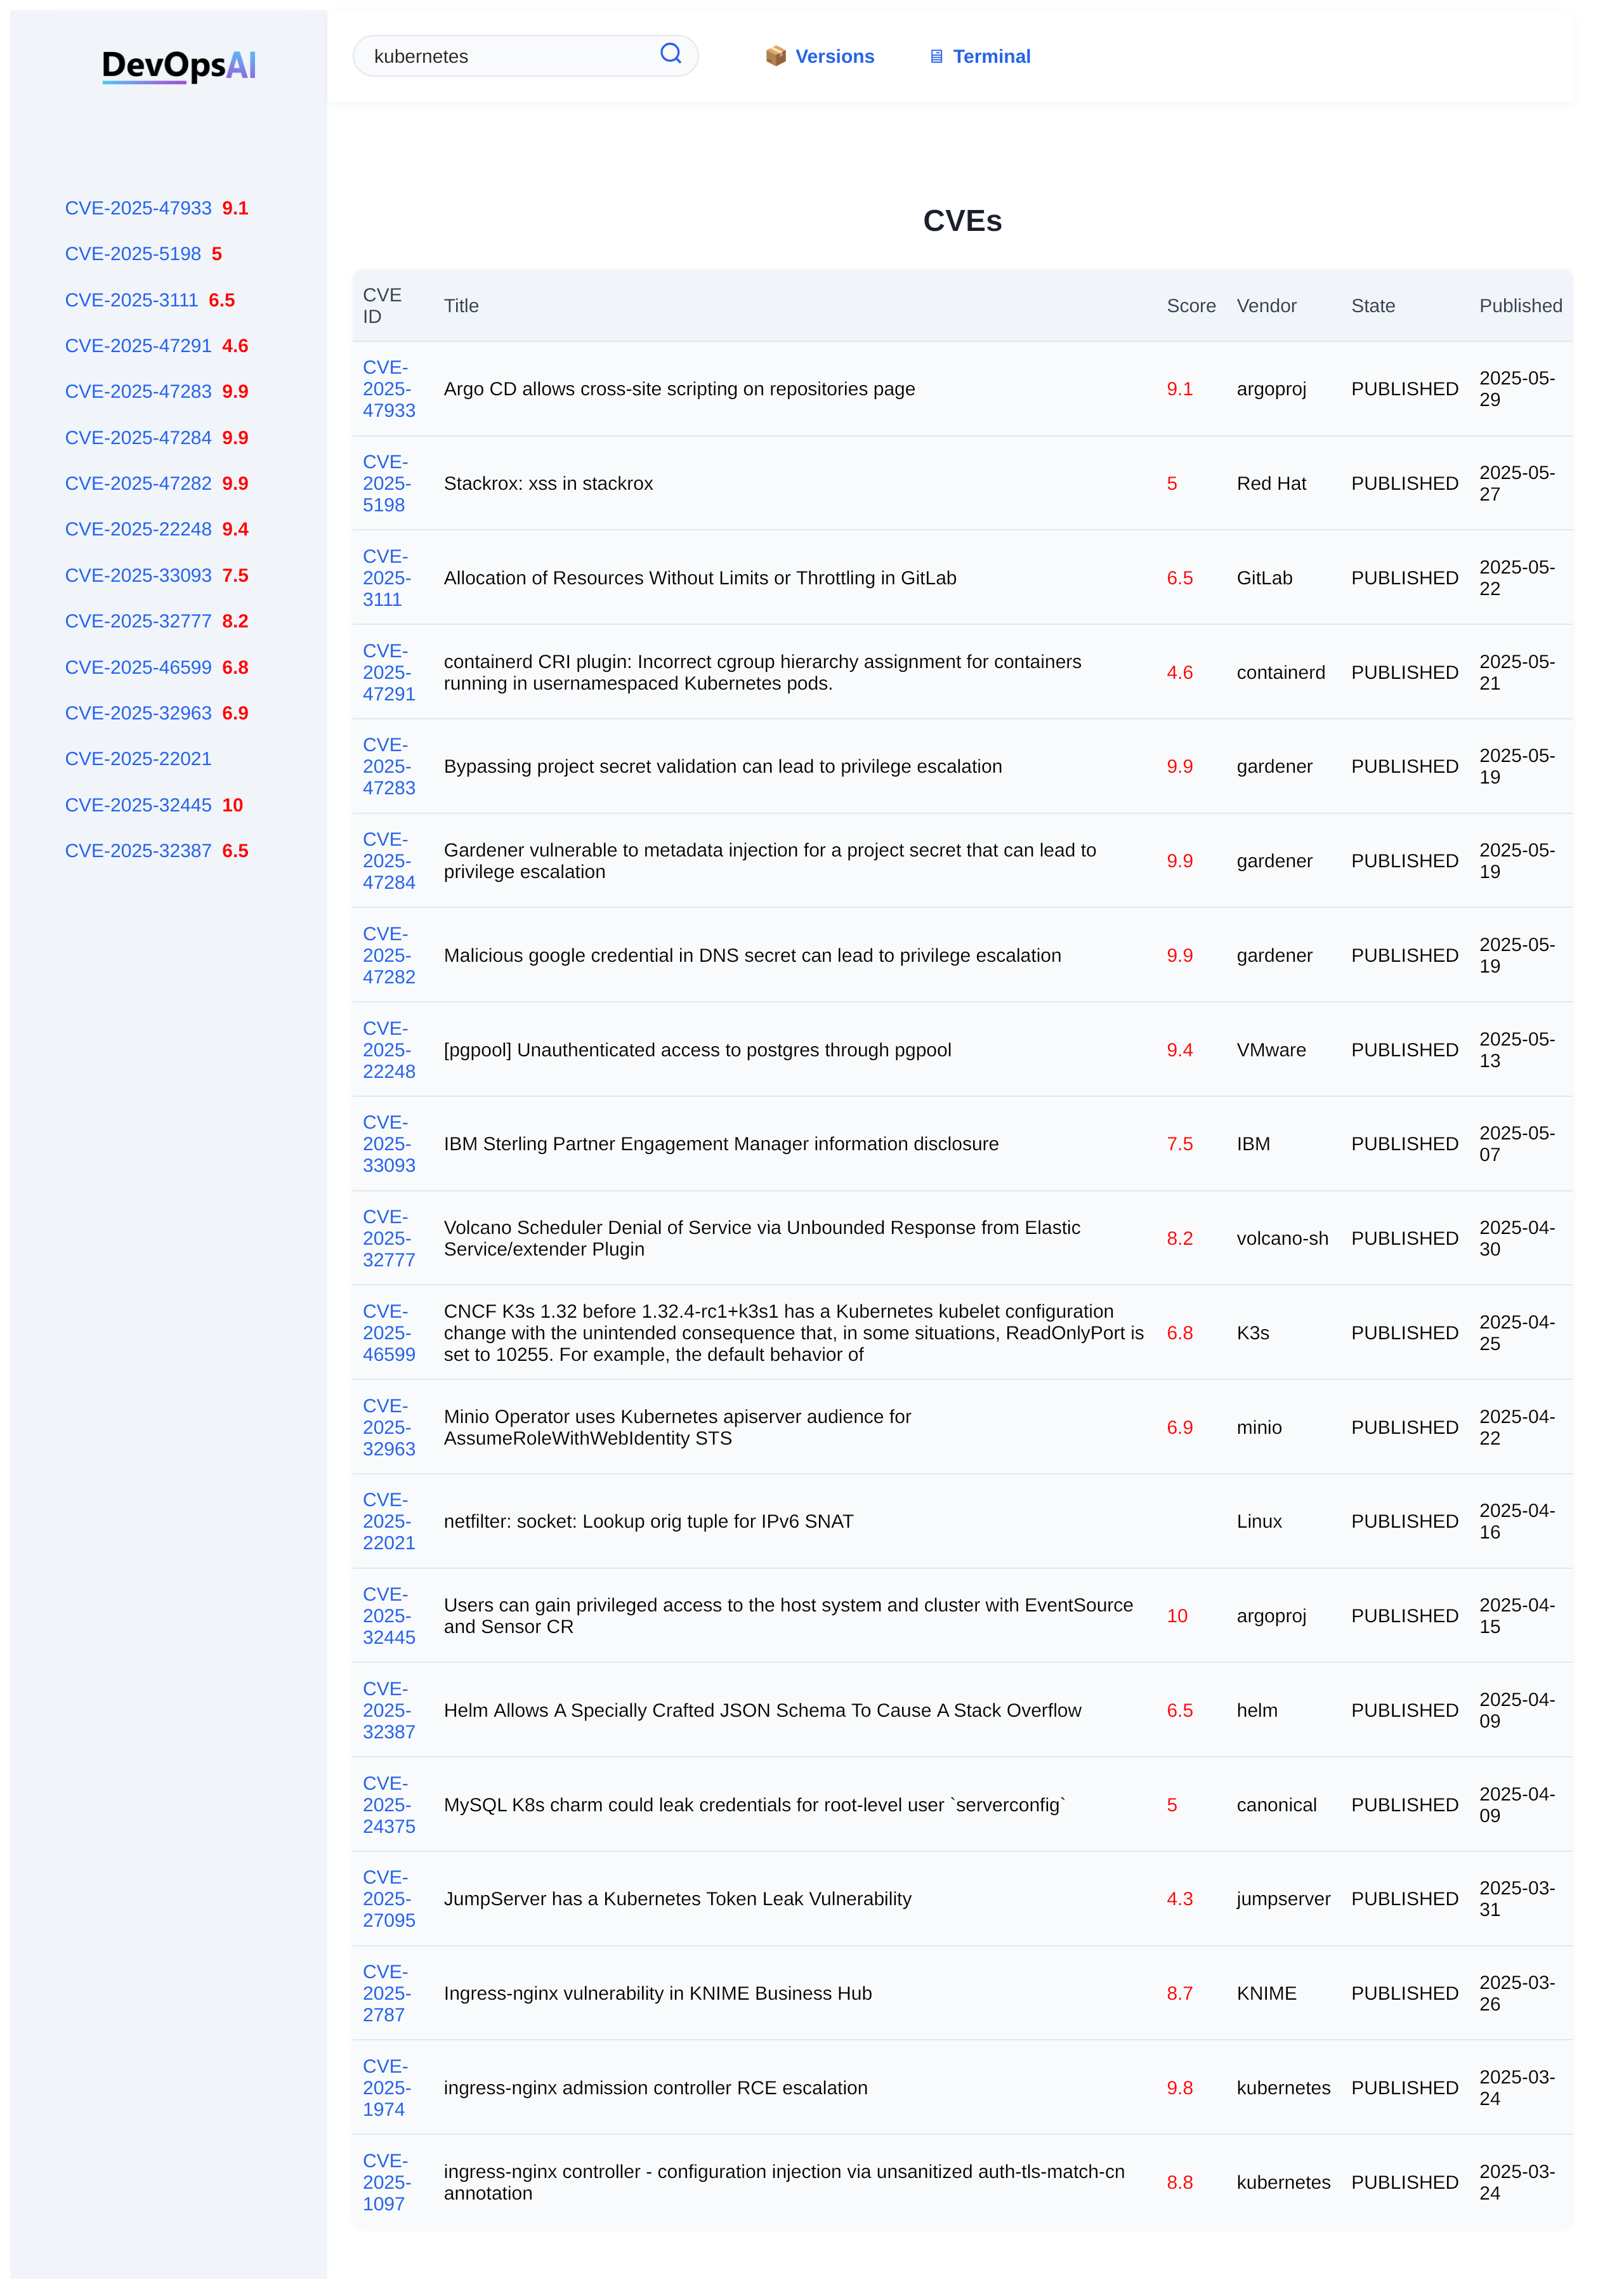 DevOpsAI
kubernetes
📦 Versions
🖥 Terminal
CVE-2025-47933 9.1
CVE-2025-5198 5
CVE-2025-3111 6.5
CVE-2025-47291 4.6
CVE-2025-47283 9.9
CVE-2025-47284 9.9
CVE-2025-47282 9.9
CVE-2025-22248 9.4
CVE-2025-33093 7.5
CVE-2025-32777 8.2
CVE-2025-46599 6.8
CVE-2025-32963 6.9
CVE-2025-22021
CVE-2025-32445 10
CVE-2025-32387 6.5
CVEs
CVE
ID
Title
Score
Vendor
State
Published
CVE-
2025-
47933
Argo CD allows cross-site scripting on repositories page
9.1
argoproj
PUBLISHED
2025-05-
29
CVE-
2025-
5198
Stackrox: xss in stackrox
5
Red Hat
PUBLISHED
2025-05-
27
CVE-
2025-
3111
Allocation of Resources Without Limits or Throttling in GitLab
6.5
GitLab
PUBLISHED
2025-05-
22
CVE-
2025-
47291
containerd CRI plugin: Incorrect cgroup hierarchy assignment for containers
running in usernamespaced Kubernetes pods.
4.6
containerd
PUBLISHED
2025-05-
21
CVE-
2025-
47283
Bypassing project secret validation can lead to privilege escalation
9.9
gardener
PUBLISHED
2025-05-
19
CVE-
2025-
47284
Gardener vulnerable to metadata injection for a project secret that can lead to
privilege escalation
9.9
gardener
PUBLISHED
2025-05-
19
CVE-
2025-
47282
Malicious google credential in DNS secret can lead to privilege escalation
9.9
gardener
PUBLISHED
2025-05-
19
CVE-
2025-
22248
[pgpool] Unauthenticated access to postgres through pgpool
9.4
VMware
PUBLISHED
2025-05-
13
CVE-
2025-
33093
IBM Sterling Partner Engagement Manager information disclosure
7.5
IBM
PUBLISHED
2025-05-
07
CVE-
2025-
32777
Volcano Scheduler Denial of Service via Unbounded Response from Elastic
Service/extender Plugin
8.2
volcano-sh
PUBLISHED
2025-04-
30
CVE-
2025-
46599
CNCF K3s 1.32 before 1.32.4-rc1+k3s1 has a Kubernetes kubelet configuration
change with the unintended consequence that, in some situations, ReadOnlyPort is
set to 10255. For example, the default behavior of
6.8
K3s
PUBLISHED
2025-04-
25
CVE-
2025-
32963
Minio Operator uses Kubernetes apiserver audience for
AssumeRoleWithWebIdentity STS
6.9
minio
PUBLISHED
2025-04-
22
CVE-
2025-
22021
netfilter: socket: Lookup orig tuple for IPv6 SNAT
Linux
PUBLISHED
2025-04-
16
CVE-
2025-
32445
Users can gain privileged access to the host system and cluster with EventSource
and Sensor CR
10
argoproj
PUBLISHED
2025-04-
15
CVE-
2025-
32387
Helm Allows A Specially Crafted JSON Schema To Cause A Stack Overflow
6.5
helm
PUBLISHED
2025-04-
09
CVE-
2025-
24375
MySQL K8s charm could leak credentials for root-level user `serverconfig`
5
canonical
PUBLISHED
2025-04-
09
CVE-
2025-
27095
JumpServer has a Kubernetes Token Leak Vulnerability
4.3
jumpserver
PUBLISHED
2025-03-
31
CVE-
2025-
2787
Ingress-nginx vulnerability in KNIME Business Hub
8.7
KNIME
PUBLISHED
2025-03-
26
CVE-
2025-
1974
ingress-nginx admission controller RCE escalation
9.8
kubernetes
PUBLISHED
2025-03-
24
CVE-
2025-
1097
ingress-nginx controller - configuration injection via unsanitized auth-tls-match-cn
annotation
8.8
kubernetes
PUBLISHED
2025-03-
24